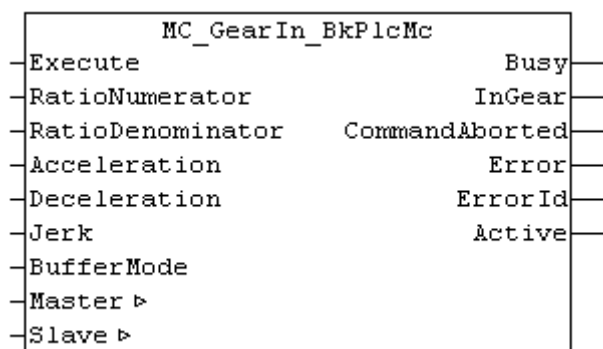 MC_GearIn_BkPlcMc
Execute Busy
RatioNumerator InGear
RatioDenominator CommandAborted
Acceleration Error
Deceleration ErrorId
Jerk Active
BufferMode
Master ▷
Slave ▷